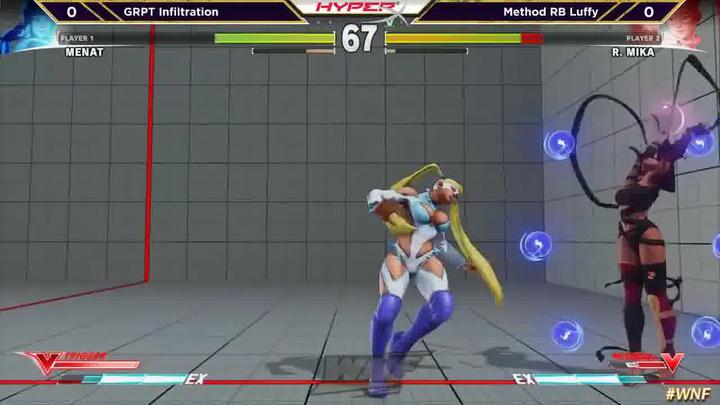 0 GRPT Infiltration HYPER Method RB Luffy 0
PLAYER 1 67 PLAYER 2
MENAT R. MIKA
V TRIGGER V
EX EX
#WNF